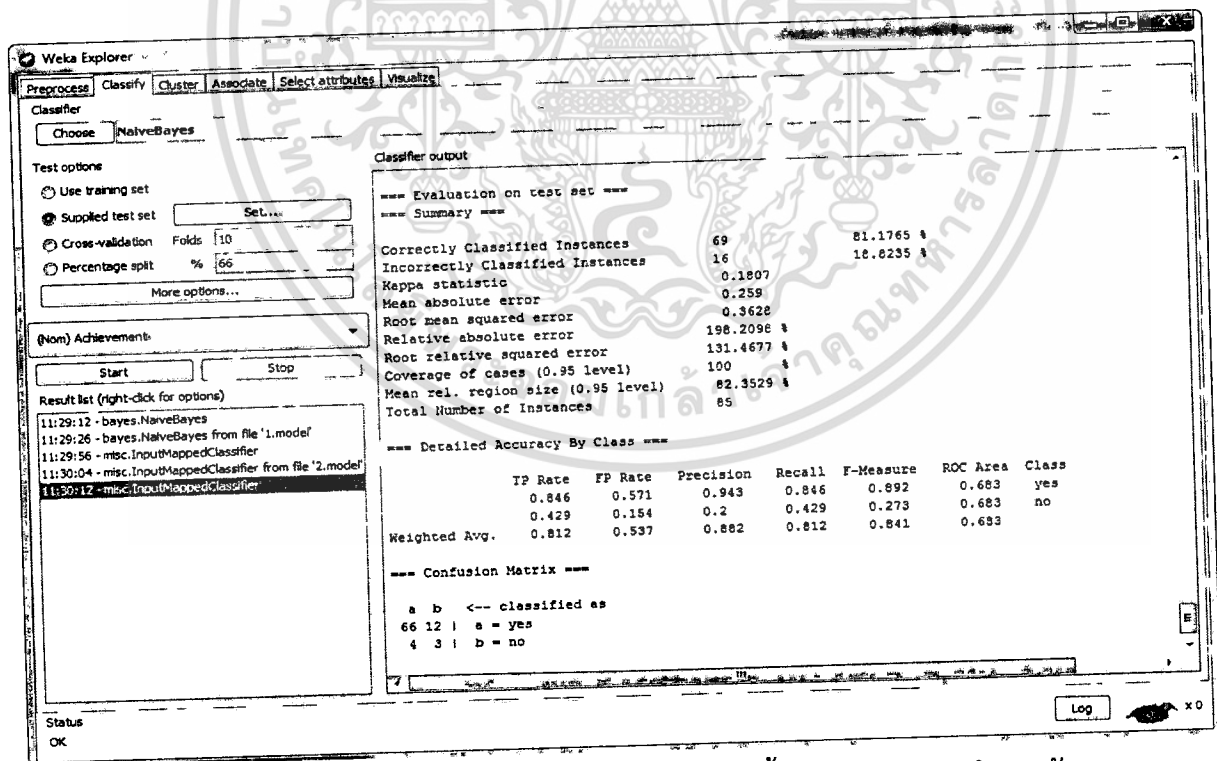 Weka Explorer
Preprocess Classify Cluster Associate Select attributes Visualize
Classifier
Choose NaiveBayes
Test options
Use training set
Supplied test set Set...
Cross-validation Folds 10
Percentage split % 66
More options...
(Nom) Achievement
Start Stop
Result list (right-click for options)
11:29:12 - bayes.NaiveBayes
11:29:26 - bayes.NaiveBayes from file '1.model'
11:29:56 - misc.InputMappedClassifier
11:30:04 - misc.InputMappedClassifier from file '2.model'
11:30:12 - misc.InputMappedClassifier
Classifier output
=== Evaluation on test set ===
=== Summary ===
Correctly Classified Instances 69 81.1765 %
Incorrectly Classified Instances 16 18.8235 %
Kappa statistic 0.1807
Mean absolute error 0.259
Root mean squared error 0.3628
Relative absolute error 198.2098 %
Root relative squared error 131.4677 %
Coverage of cases (0.95 level) 100 %
Mean rel. region size (0.95 level) 82.3529 %
Total Number of Instances 85
=== Detailed Accuracy By Class ===
TP Rate FP Rate Precision Recall F-Measure ROC Area Class
0.846 0.571 0.943 0.846 0.892 0.683 yes
0.429 0.154 0.2 0.429 0.273 0.683 no
Weighted Avg. 0.812 0.537 0.882 0.812 0.841 0.683
=== Confusion Matrix ===
a b <-- classified as
66 12 | a = yes
4 3 | b = no
Status
OK
Log x 0